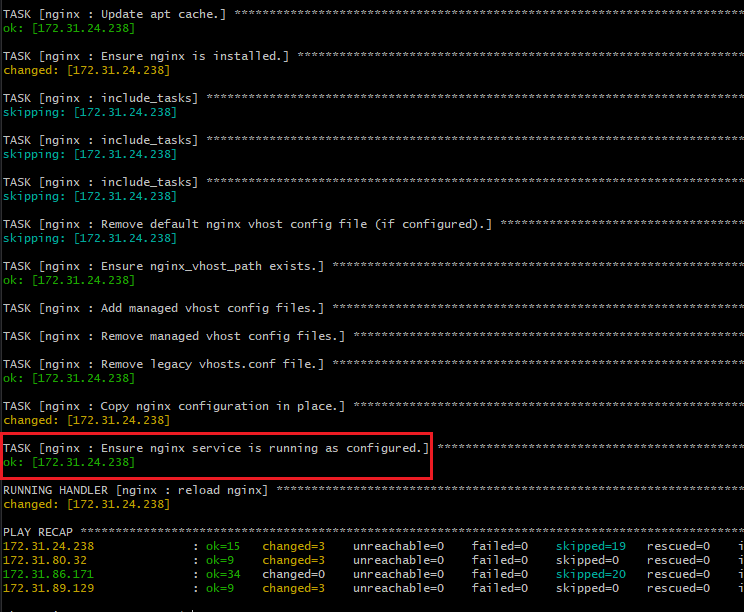 TASK [nginx : Update apt cache.] *************************************************************************
ok: [172.31.24.238]
TASK [nginx : Ensure nginx is installed.] ****************************************************************
changed: [172.31.24.238]
TASK [nginx : include_tasks] *****************************************************************************
skipping: [172.31.24.238]
TASK [nginx : include_tasks] *****************************************************************************
skipping: [172.31.24.238]
TASK [nginx : include_tasks] *****************************************************************************
skipping: [172.31.24.238]
TASK [nginx : Remove default nginx vhost config file (if configured).] ***********************************
skipping: [172.31.24.238]
TASK [nginx : Ensure nginx_vhost_path exists.] ***********************************************************
ok: [172.31.24.238]
TASK [nginx : Add managed vhost config files.] ***********************************************************
TASK [nginx : Remove managed vhost config files.] ********************************************************
TASK [nginx : Remove legacy vhosts.conf file.] ***********************************************************
ok: [172.31.24.238]
TASK [nginx : Copy nginx configuration in place.] ********************************************************
changed: [172.31.24.238]
TASK [nginx : Ensure nginx service is running as configured.] ********************************************
ok: [172.31.24.238]
RUNNING HANDLER [nginx : reload nginx] *******************************************************************
changed: [172.31.24.238]
PLAY RECAP ***********************************************************************************************
172.31.24.238 : ok=15 changed=3 unreachable=0 failed=0 skipped=19 rescued=0 i
172.31.80.32 : ok=9 changed=3 unreachable=0 failed=0 skipped=0 rescued=0 i
172.31.86.171 : ok=34 changed=0 unreachable=0 failed=0 skipped=20 rescued=0 i
172.31.89.129 : ok=9 changed=3 unreachable=0 failed=0 skipped=0 rescued=0 i